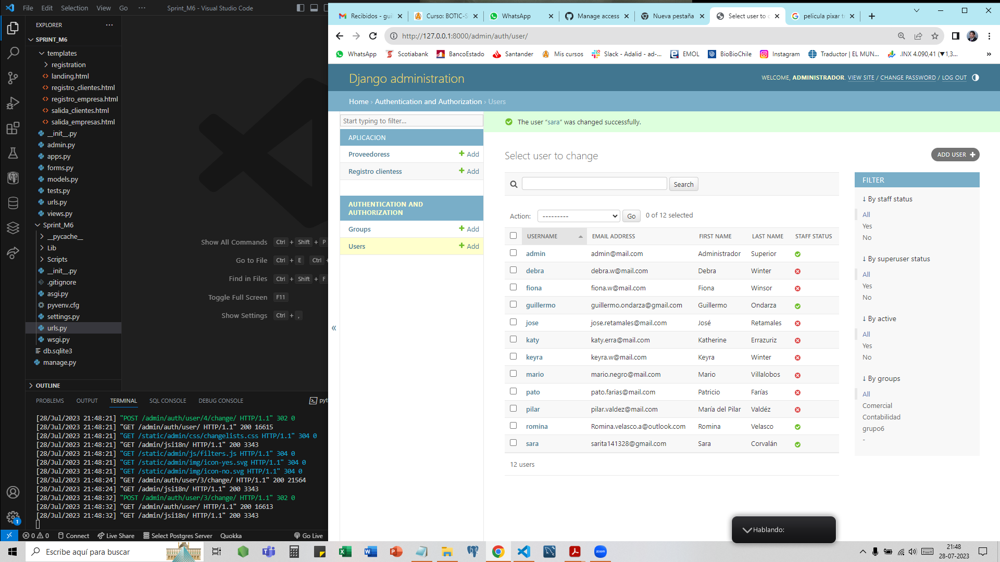 File Edit Selection View Go ··· Sprint_M6 - Visual Studio Code
EXPLORER ···
SPRINT_M6
templates
registration
landing.html
registro_clientes.html
registro_empresa.html
salida_clientes.html
salida_empresas.html
__init__.py
admin.py
apps.py
forms.py
models.py
tests.py
urls.py
views.py
Sprint_M6
__pycache__
Lib
Scripts
__init__.py
.gitignore
asgi.py
pyvenv.cfg
settings.py
urls.py
wsgi.py
db.sqlite3
manage.py
OUTLINE
Show All Commands Ctrl + Shift + P
Go to File Ctrl + E Ctrl +
Find in Files Ctrl + Shift + F
Toggle Full Screen F11
Show Settings Ctrl + ,
PROBLEMS OUTPUT TERMINAL SQL CONSOLE DEBUG CONSOLE
[28/Jul/2023 21:48:21] "POST /admin/auth/user/4/change/ HTTP/1.1" 302 0
[28/Jul/2023 21:48:21] "GET /admin/auth/user/ HTTP/1.1" 200 16615
[28/Jul/2023 21:48:21] "GET /static/admin/css/changelists.css HTTP/1.1" 304 0
[28/Jul/2023 21:48:21] "GET /admin/jsi18n/ HTTP/1.1" 200 3343
[28/Jul/2023 21:48:21] "GET /static/admin/js/filters.js HTTP/1.1" 304 0
[28/Jul/2023 21:48:21] "GET /static/admin/img/icon-yes.svg HTTP/1.1" 304 0
[28/Jul/2023 21:48:21] "GET /static/admin/img/icon-no.svg HTTP/1.1" 304 0
[28/Jul/2023 21:48:24] "GET /admin/auth/user/3/change/ HTTP/1.1" 200 21564
[28/Jul/2023 21:48:24] "GET /admin/jsi18n/ HTTP/1.1" 200 3343
[28/Jul/2023 21:48:32] "POST /admin/auth/user/3/change/ HTTP/1.1" 302 0
[28/Jul/2023 21:48:32] "GET /admin/auth/user/ HTTP/1.1" 200 16613
[28/Jul/2023 21:48:32] "GET /admin/jsi18n/ HTTP/1.1" 200 3343
1
0 0 Connect Live Share Select Postgres Server Quokka Go Live
Recibidos - gui Curso: BOTIC-S WhatsApp Manage access Nueva pestaña Select user to c pelicula pixar t
http://127.0.0.1:8000/admin/auth/user/
WhatsApp Scotiabank BancoEstado Santander Mis cursos Slack - Adalid - ad-... EMOL BioBioChile Instagram Traductor | EL MUN... .INX 4.090,41 (▼1,3... »
Django administration
WELCOME, ADMINISTRADOR. VIEW SITE / CHANGE PASSWORD / LOG OUT
Home › Authentication and Authorization › Users
Start typing to filter...
APLICACION
Proveedoress + Add
Registro clientess + Add
AUTHENTICATION AND
AUTHORIZATION
Groups + Add
Users + Add
«
The user “sara” was changed successfully.
Select user to change
ADD USER +
Search
Action: --------- Go 0 of 12 selected
USERNAME EMAIL ADDRESS FIRST NAME LAST NAME STAFF STATUS
admin admin@mail.com Administrador Superior
debra debra.w@mail.com Debra Winter
fiona fiona.w@mail.com Fiona Winsor
guillermo guillermo.ondarza@gmail.com Guillermo Ondarza
jose jose.retamales@mail.com José Retamales
katy katy.erra@mail.com Katherine Errazuriz
keyra keyra.w@mail.com Keyra Winter
mario mario.negro@mail.com Mario Villalobos
pato pato.farias@mail.com Patricio Farías
pilar pilar.valdez@mail.com María del Pilar Valdéz
romina Romina.velasco.a@outlook.com Romina Velasco
sara sarita141328@gmail.com Sara Corvalán
12 users
FILTER
↓ By staff status
All
Yes
No
↓ By superuser status
All
Yes
No
↓ By active
All
Yes
No
↓ By groups
All
Comercial
Contabilidad
grupo6
-
Hablando:
Escribe aquí para buscar
zoom
21:48
28-07-2023